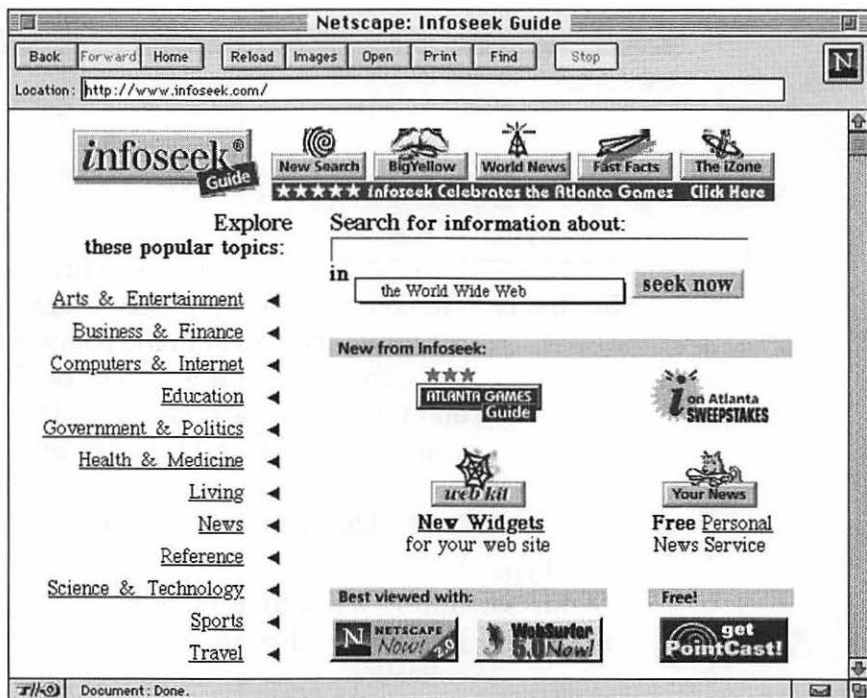 Netscape: Infoseek Guide
Back Forward Home Reload Images Open Print Find Stop
N
Location: http://www.infoseek.com/
infoseek®
Guide
New Search BigYellow World News Fast Facts The iZone
★★★★★ Infoseek Celebrates the Atlanta Games Click Here
Explore
these popular topics:
Arts & Entertainment
Business & Finance
Computers & Internet
Education
Government & Politics
Health & Medicine
Living
News
Reference
Science & Technology
Sports
Travel
Search for information about:
in the World Wide Web seek now
New from Infoseek:
ATLANTA GAMES
Guide
i on Atlanta
SWEEPSTAKES
web kit
New Widgets
for your web site
Your News
Free Personal
News Service
Best viewed with:
N NETSCAPE
Now! 2.0
WebSurfer
5.0 Now!
Free!
get
PointCast!
Document: Done.